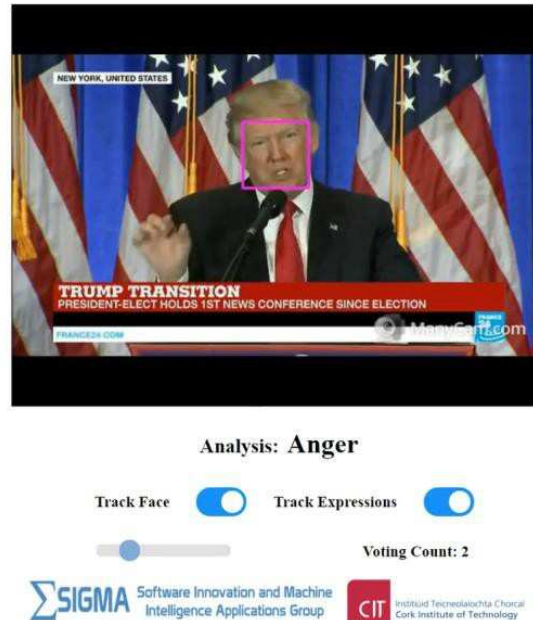 NEW YORK, UNITED STATES
TRUMP TRANSITION
PRESIDENT-ELECT HOLDS 1ST NEWS CONFERENCE SINCE ELECTION
FRANCE24.COM
ManyCam.com
FRANCE
24
Analysis: Anger
Track Face
Track Expressions
Voting Count: 2
SIGMA Software Innovation and Machine
Intelligence Applications Group
CIT
Institiúid Teicneolaíochta Chorcaí
Cork Institute of Technology